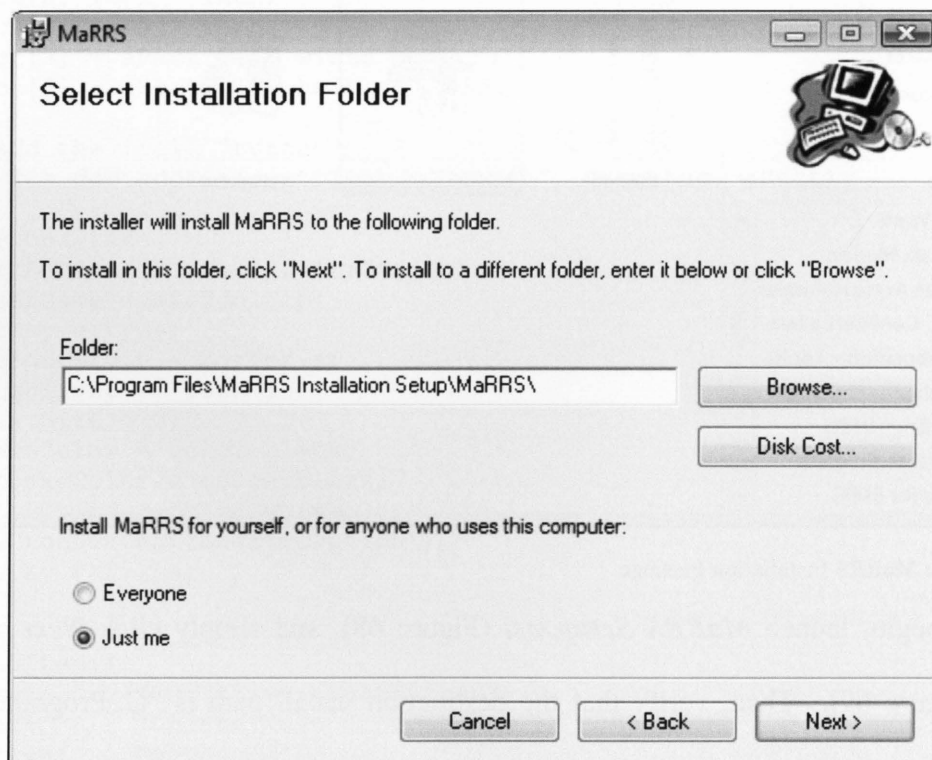 MaRRS
Select Installation Folder
The installer will install MaRRS to the following folder.
To install in this folder, click "Next". To install to a different folder, enter it below or click "Browse".
Folder:
C:\Program Files\MaRRS Installation Setup\MaRRS\
Browse...
Disk Cost...
Install MaRRS for yourself, or for anyone who uses this computer:
Everyone
Just me
Cancel
< Back
Next >